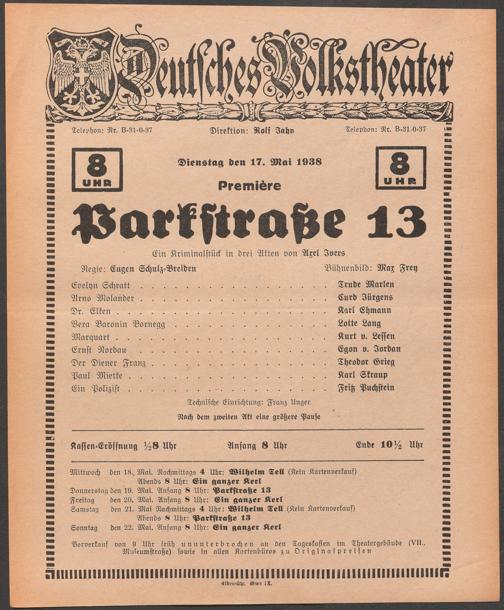 Deutsches Volkstheater
Telephon: Nr. B-31-0-37 Direktion: Rolf Jahn Telephon: Nr. B-31-0-37
8 UHR Dienstag den 17. Mai 1938 8 UHR
Première
Parkstraße 13
Ein Kriminalstück in drei Akten von Axel Ivers
Regie: Eugen Schulz-Breiden Bühnenbild: Max Frey
Evelyn Schratt . . . . . . . . . . . . . . . . Trude Marlen
Arno Molander . . . . . . . . . . . . . . . . Curd Jürgens
Dr. Elken . . . . . . . . . . . . . . . . Karl Ehmann
Vera Baronin Bornegg . . . . . . . . . . . . . . . . Lotte Lang
Marquart . . . . . . . . . . . . . . . . Kurt v. Lessen
Ernst Nordau . . . . . . . . . . . . . . . . Egon v. Jordan
Der Diener Franz . . . . . . . . . . . . . . . . Theodor Grieg
Paul Mietke . . . . . . . . . . . . . . . . Karl Skraup
Ein Polizist . . . . . . . . . . . . . . . . Fritz Puchstein
Technische Einrichtung: Franz Unger
Nach dem zweiten Akt eine größere Pause
Kassen-Eröffnung ½8 Uhr Anfang 8 Uhr Ende 10½ Uhr
Mittwoch den 18. Mai. Nachmittags 4 Uhr: Wilhelm Tell (Kein Kartenverkauf)
Abends 8 Uhr: Ein ganzer Kerl
Donnerstag den 19. Mai. Anfang 8 Uhr: Parkstraße 13
Freitag den 20. Mai. Anfang 8 Uhr: Ein ganzer Kerl
Samstag den 21. Mai Nachmittags 4 Uhr: Wilhelm Tell (Kein Kartenverkauf)
Abends 8 Uhr: Parkstraße 13
Sonntag den 22. Mai. Anfang 8 Uhr: Ein ganzer Kerl
Vorverkauf von 9 Uhr früh ununterbrochen an den Tageskassen im Theatergebäude (VII.,
Museumstraße) sowie in allen Kartenbüros zu Originalpreisen